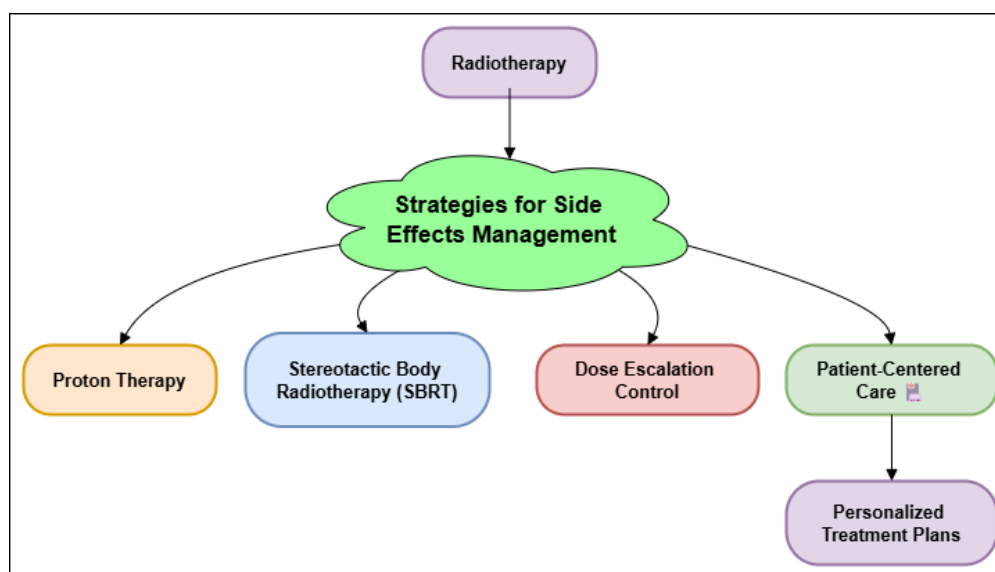 Radiotherapy
Strategies for Side
Effects Management
Proton Therapy
Stereotactic Body
Radiotherapy (SBRT)
Dose Escalation
Control
Patient-Centered
Care
Personalized
Treatment Plans